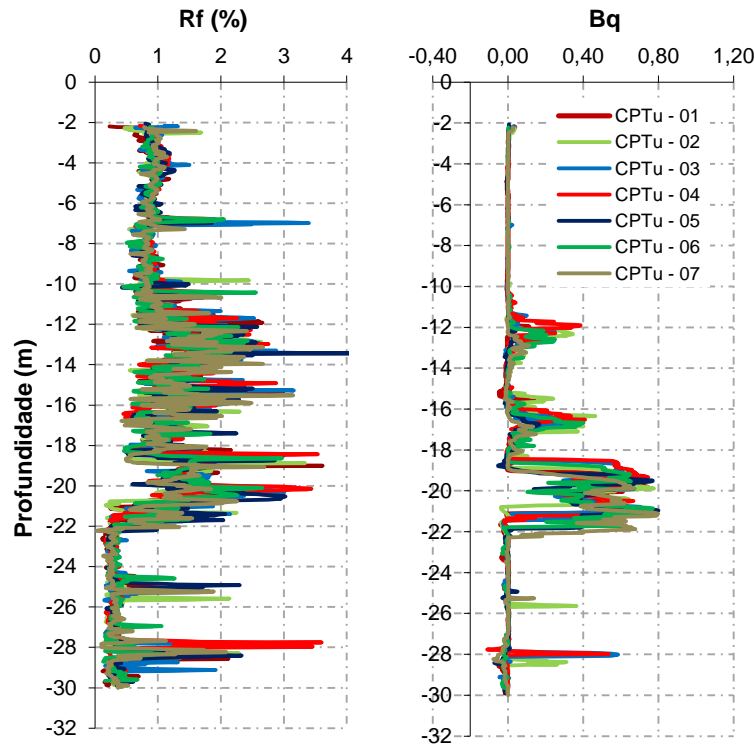 Rf (%)
0 1 2 3 4
0
-2
-4
-6
-8
-10
-12
-14
-16
-18
-20
-22
-24
-26
-28
-30
-32
Profundidade (m)
Bq
-0,40 0,00 0,40 0,80 1,20
0
-2
-4
-6
-8
-10
-12
-14
-16
-18
-20
-22
-24
-26
-28
-30
-32
CPTu - 01
CPTu - 02
CPTu - 03
CPTu - 04
CPTu - 05
CPTu - 06
CPTu - 07